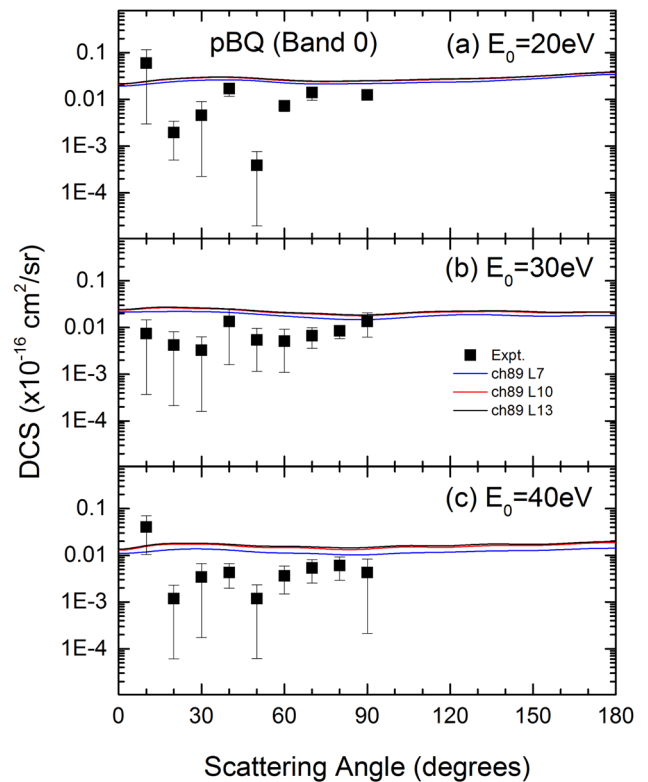 pBQ (Band 0)
(a) E₀=20eV
0.1
0.01
1E-3
1E-4
(b) E₀=30eV
0.1
0.01
1E-3
1E-4
Expt.
ch89 L7
ch89 L10
ch89 L13
(c) E₀=40eV
0.1
0.01
1E-3
1E-4
DCS (x10⁻¹⁶ cm²/sr)
0 30 60 90 120 150 180
Scattering Angle (degrees)